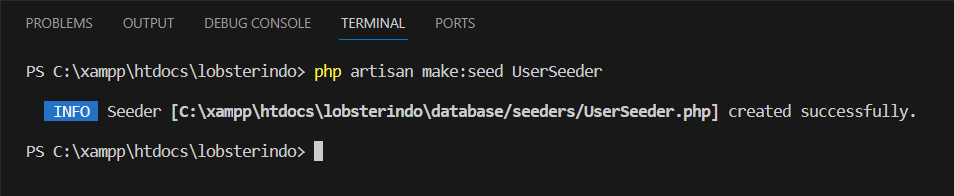 PROBLEMS OUTPUT DEBUG CONSOLE TERMINAL PORTS
PS C:\xampp\htdocs\lobsterindo> php artisan make:seed UserSeeder
INFO Seeder [C:\xampp\htdocs\lobsterindo\database/seeders/UserSeeder.php] created successfully.
PS C:\xampp\htdocs\lobsterindo>